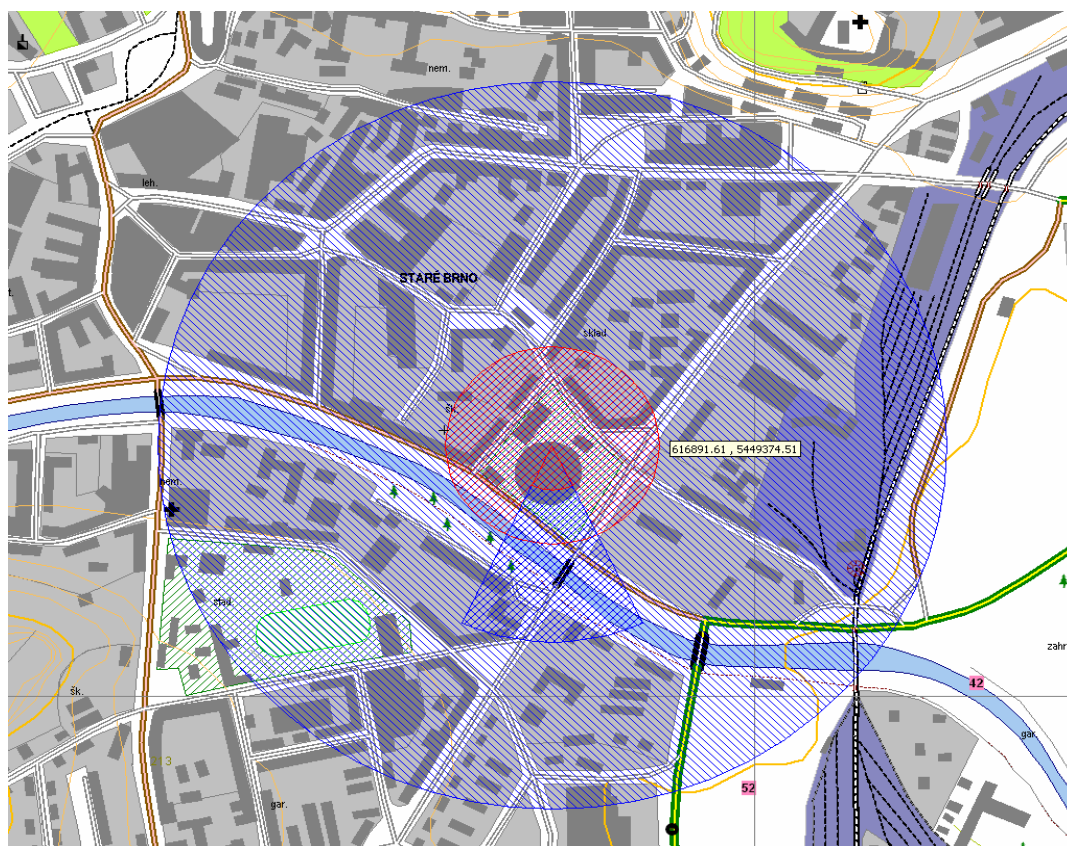 nem.
leh.
t.
STARÉ BRNO
sklad
šk.
616891.61 , 5449374.51
nem.
stad.
zahr
šk.
42
gar.
213
52
gar.